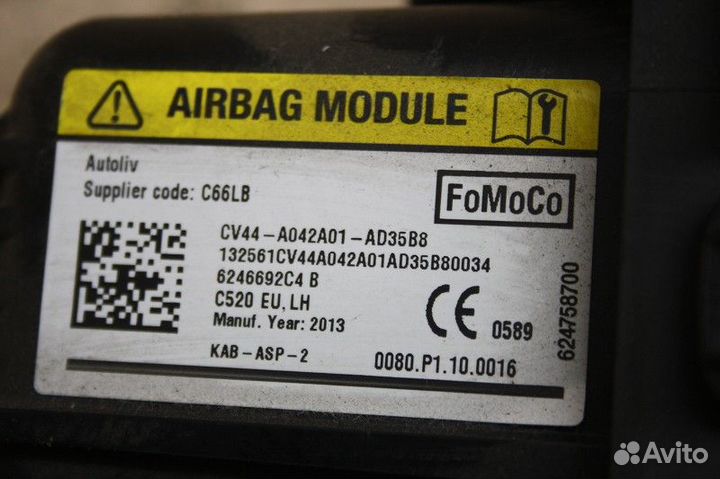 AIRBAG MODULE
Autoliv
Supplier code: C66LB
FoMoCo
CV44-A042A01-AD35B8
132561CV44A042A01AD35B80034
6246692C4 B
C520 EU, LH
Manuf. Year: 2013
CE 0589
KAB-ASP-2
0080.P1.10.0016
624758700
Avito